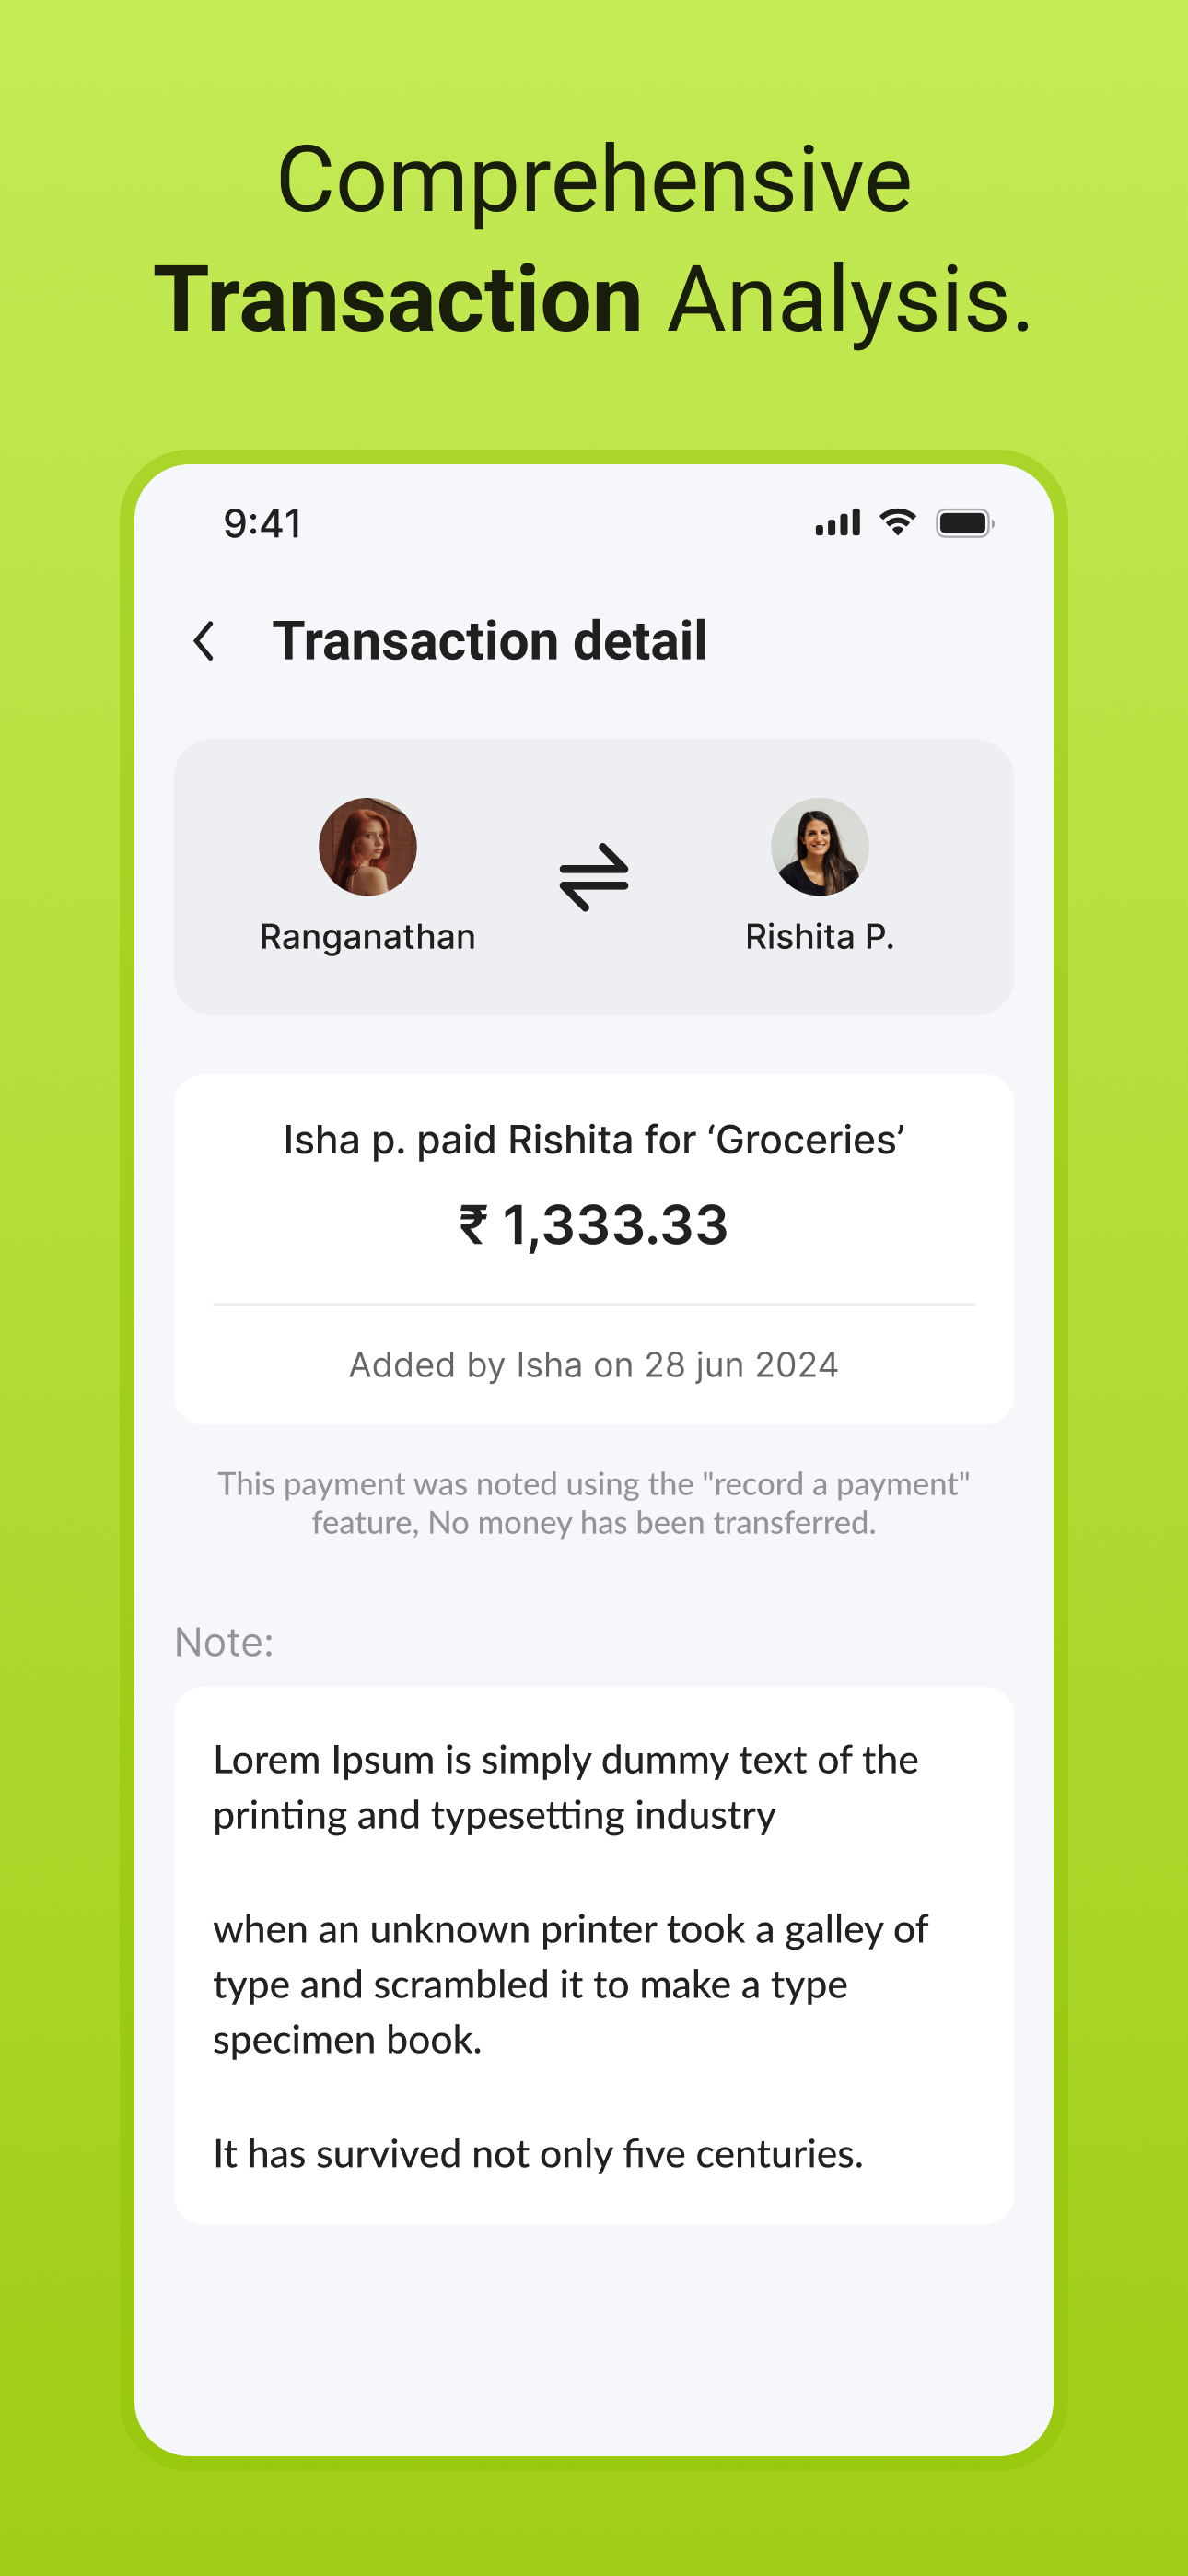 Comprehensive
Transaction Analysis.
9:41
Transaction detail
Ranganathan
Rishita P.
Isha p. paid Rishita for ‘Groceries’
₹ 1,333.33
Added by Isha on 28 jun 2024
This payment was noted using the "record a payment"
feature, No money has been transferred.
Note:
Lorem Ipsum is simply dummy text of the
printing and typesetting industry
when an unknown printer took a galley of
type and scrambled it to make a type
specimen book.
It has survived not only five centuries.